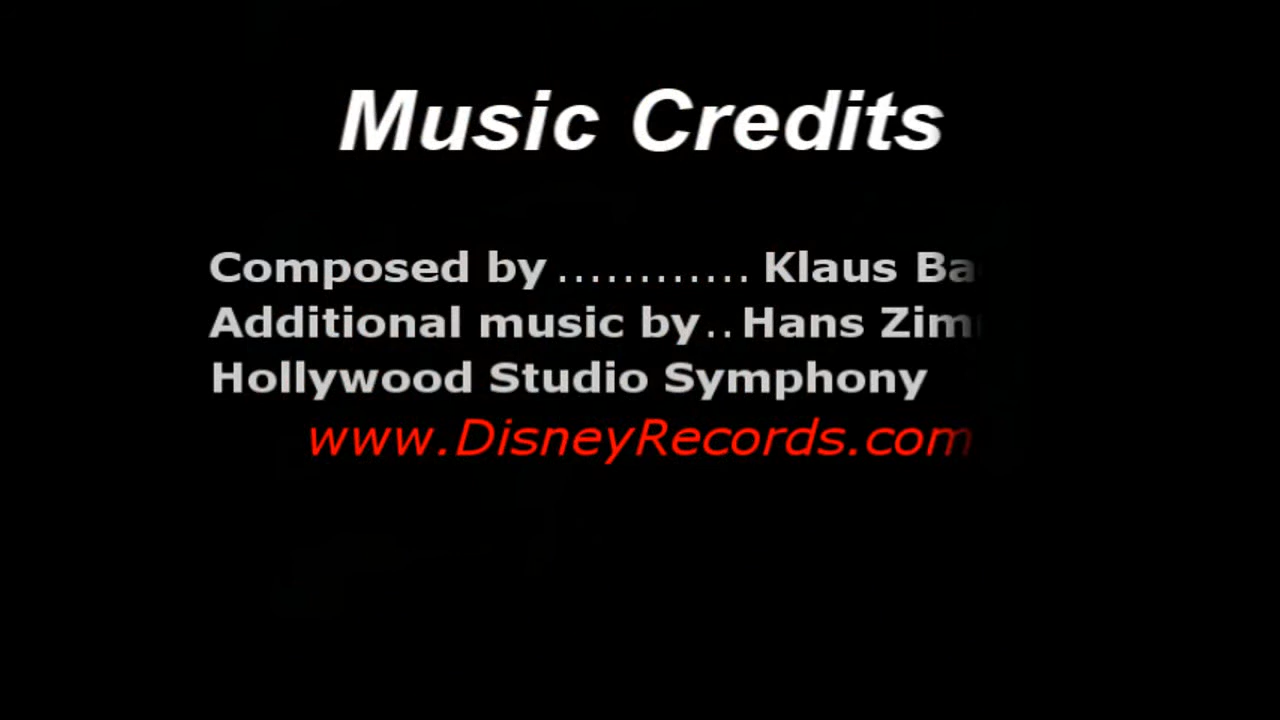 Music Credits
Composed by ............ Klaus
Additional music by.. Hans
Hollywood Studio Symphony
www.DisneyRecords.com